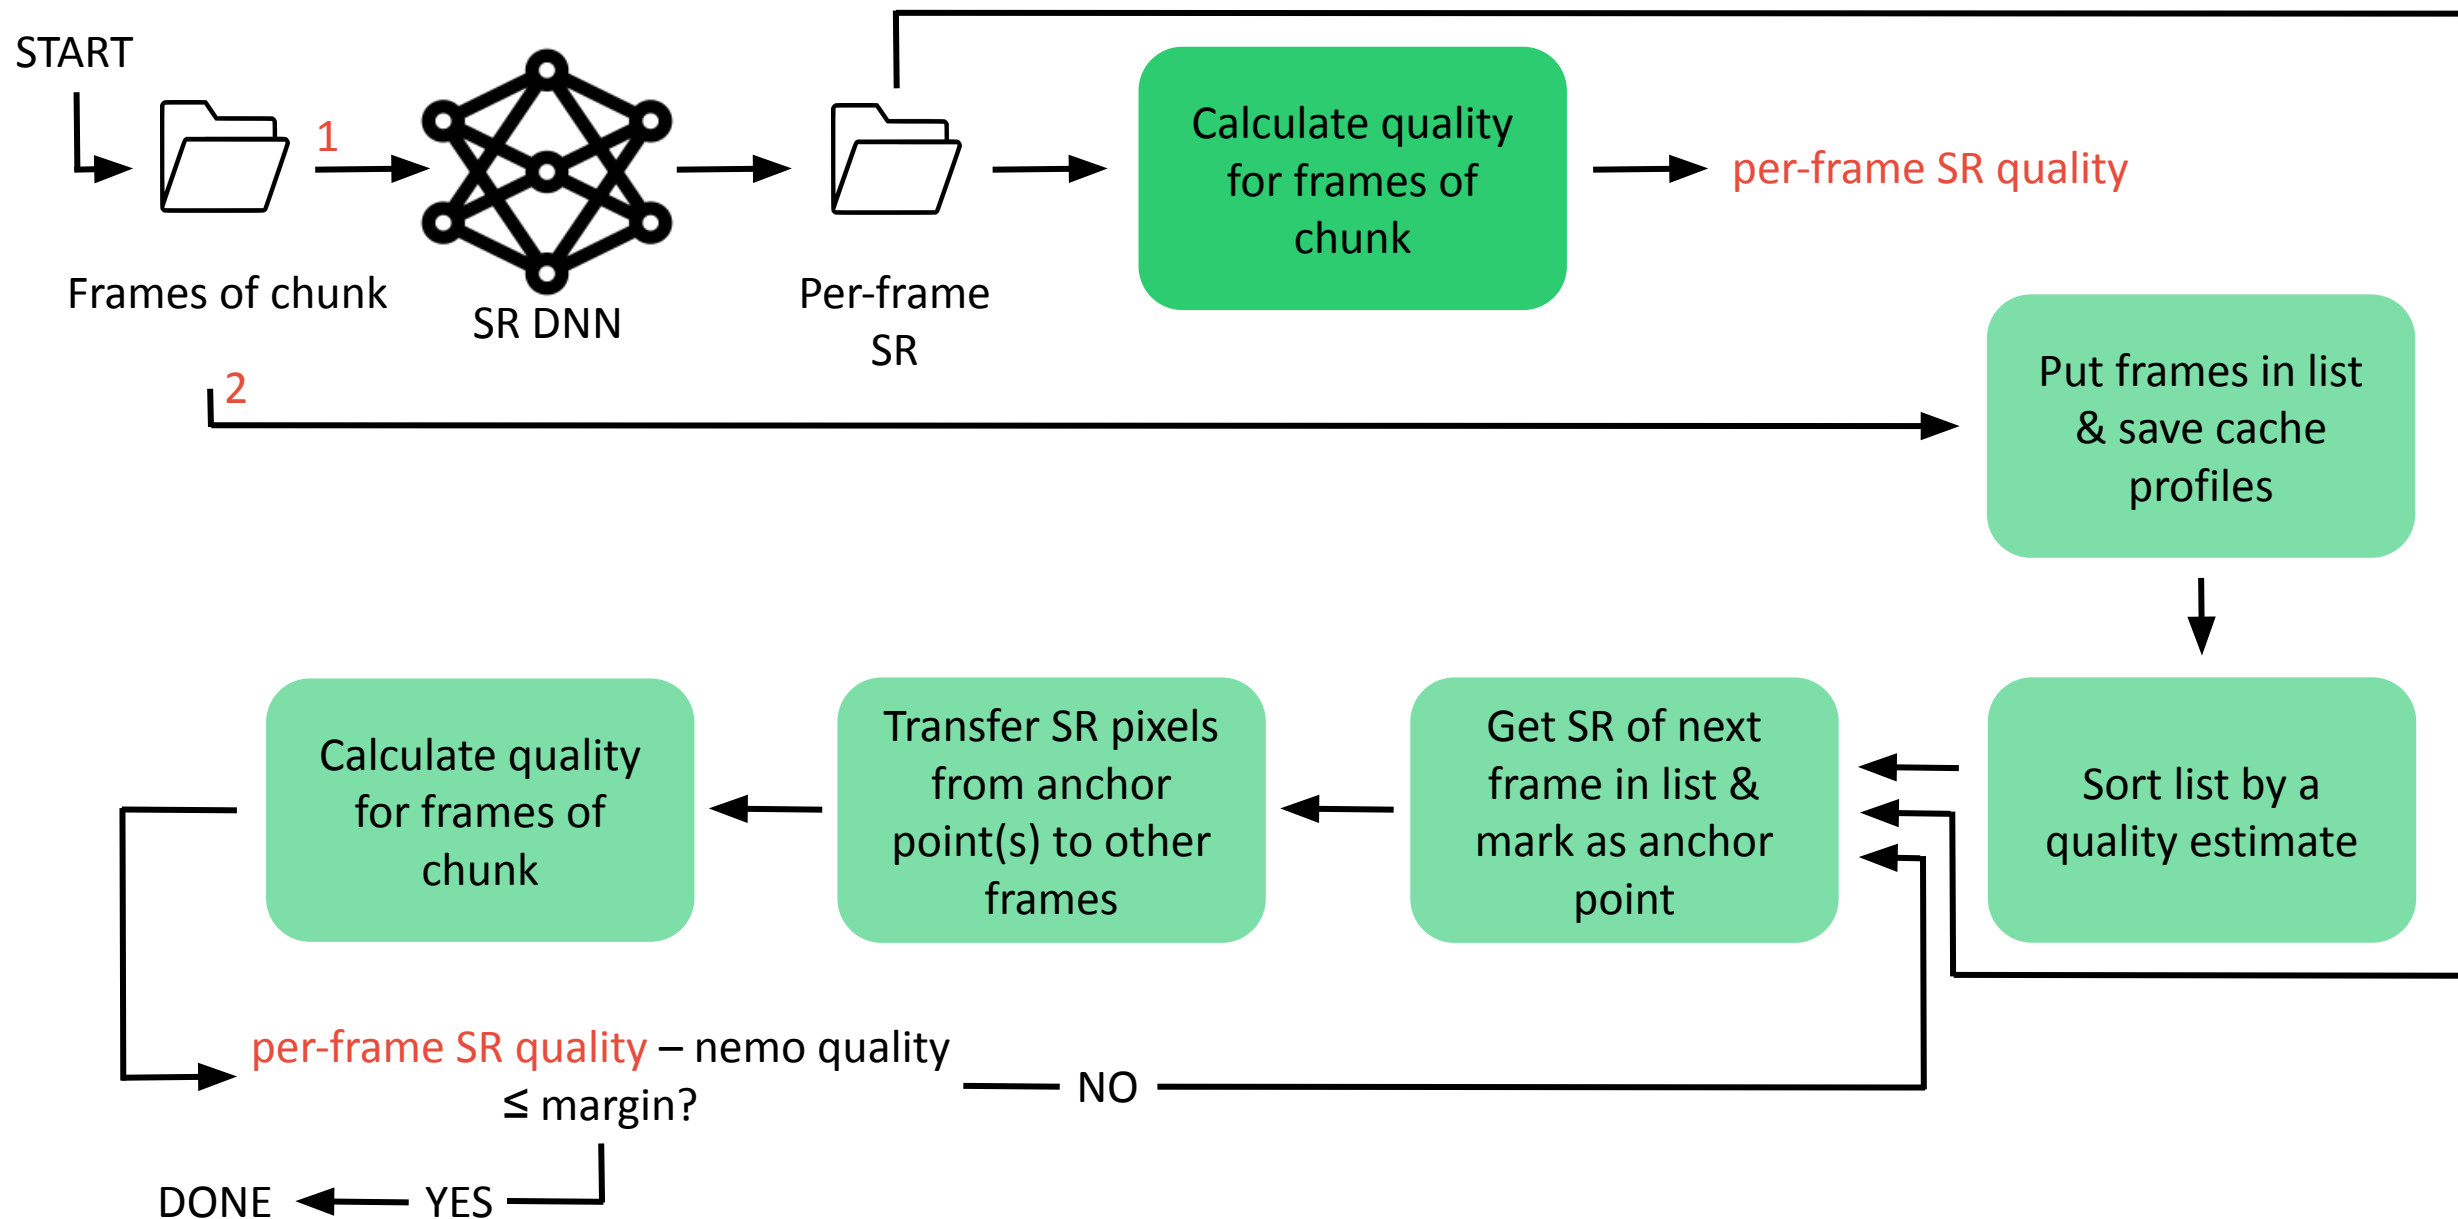 START
1
Frames of chunk
SR DNN
Per-frame
SR
Calculate quality
for frames of
chunk
per-frame SR quality
2
Put frames in list
& save cache
profiles
Sort list by a
quality estimate
Get SR of next
frame in list &
mark as anchor
point
Transfer SR pixels
from anchor
point(s) to other
frames
Calculate quality
for frames of
chunk
per-frame SR quality – nemo quality
≤ margin?
NO
YES
DONE